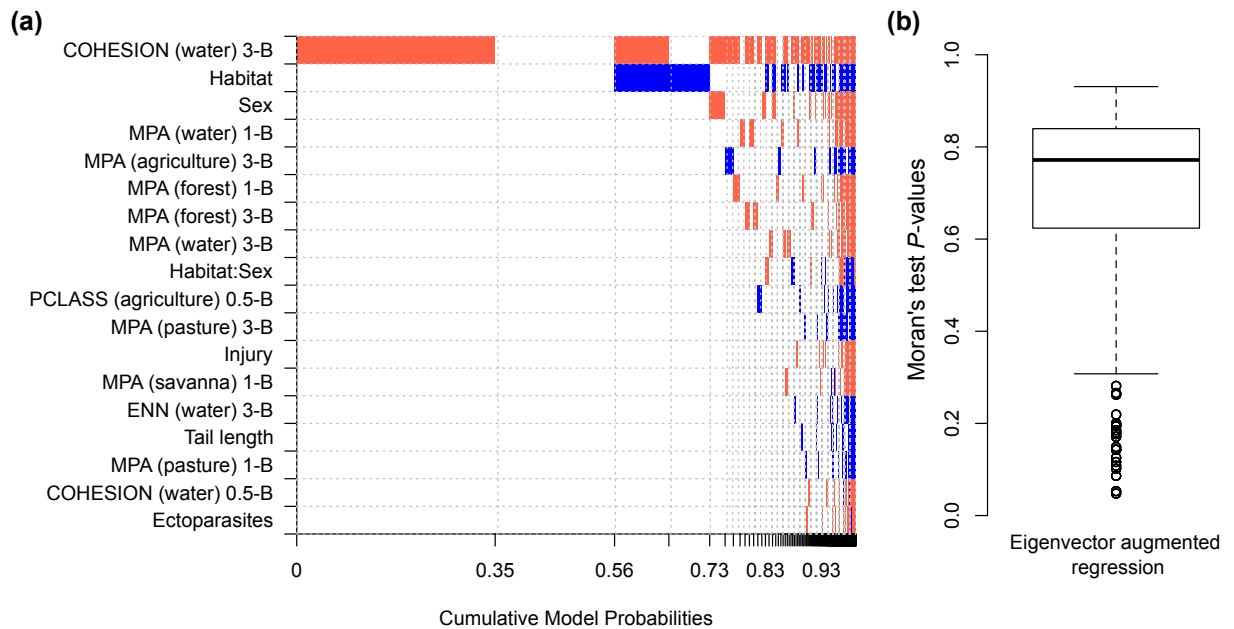 (a)
COHESION (water) 3-B
Habitat
Sex
MPA (water) 1-B
MPA (agriculture) 3-B
MPA (forest) 1-B
MPA (forest) 3-B
MPA (water) 3-B
Habitat:Sex
PCLASS (agriculture) 0.5-B
MPA (pasture) 3-B
Injury
MPA (savanna) 1-B
ENN (water) 3-B
Tail length
MPA (pasture) 1-B
COHESION (water) 0.5-B
Ectoparasites
0 0.35 0.56 0.73 0.83 0.93
Cumulative Model Probabilities
(b)
Moran's test P-values
1.0
0.8
0.6
0.4
0.2
0.0
Eigenvector augmented
regression